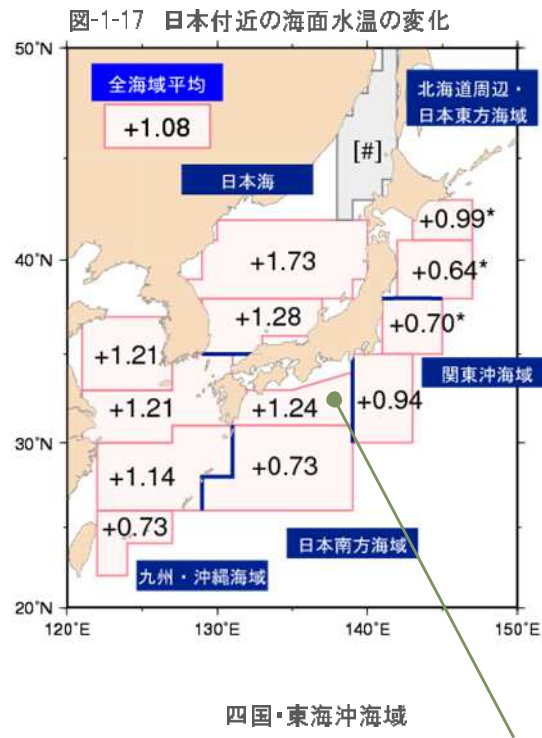 図-1-17 日本付近の海面水温の変化
50°N
全海域平均
+1.08
北海道周辺・
日本東方海域
[#]
日本海
+0.99*
40°N
+1.73
+0.64*
+1.28
+0.70*
+1.21
関東沖海域
+1.21
+1.24
+0.94
30°N
+0.73
+1.14
+0.73
日本南方海域
九州・沖縄海域
20°N
120°E
130°E
140°E
150°E
四国・東海沖海域